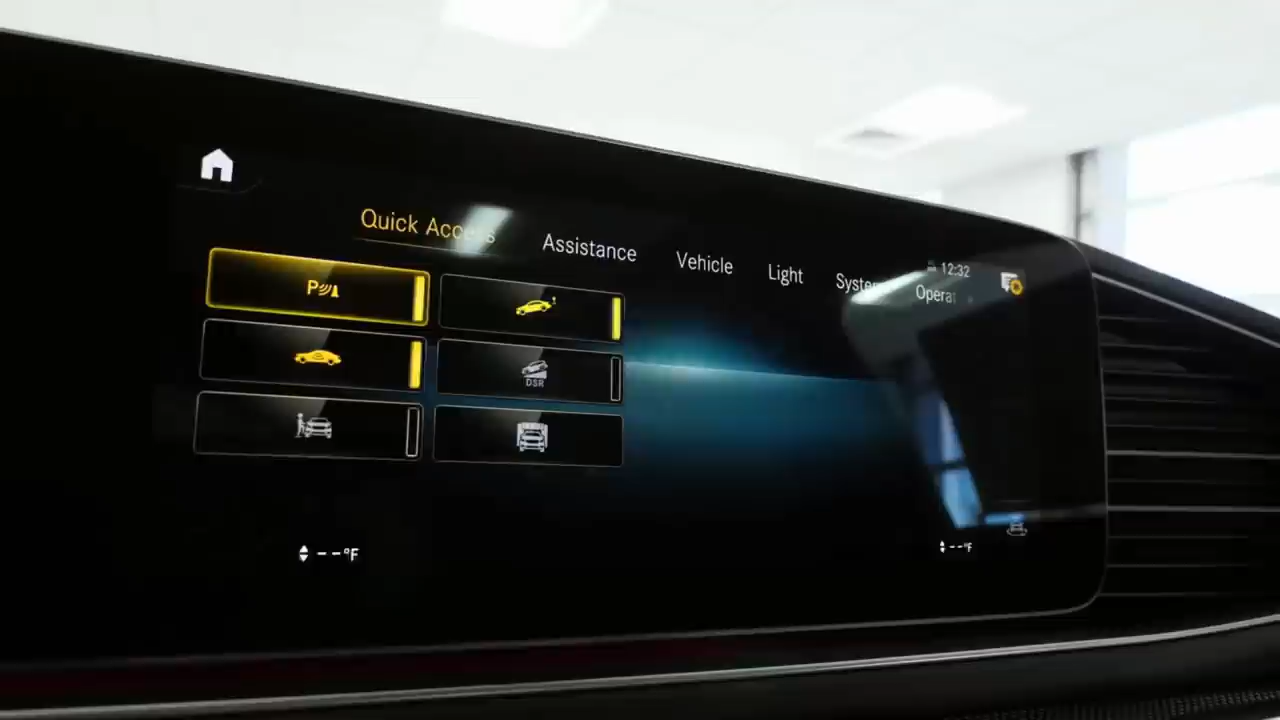 Quick Access
Assistance
Vehicle
Light
System
12:32
Operat
P
DSR
--°F
--°F